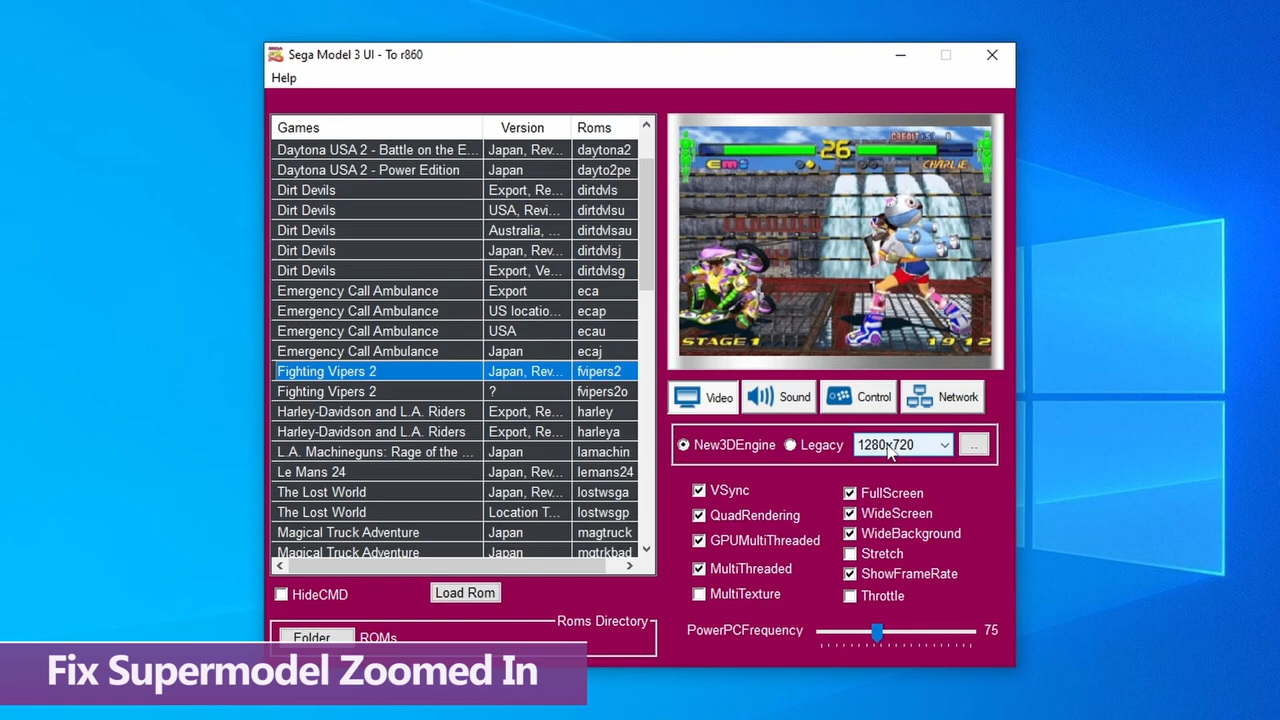 Sega Model 3 UI - To r860
Help
Games Version Roms
Daytona USA 2 - Battle on the E... Japan, Rev... daytona2
Daytona USA 2 - Power Edition Japan dayto2pe
Dirt Devils Export, Re... dirtdvls
Dirt Devils USA, Revi... dirtdvlsu
Dirt Devils Australia, ... dirtdvlsau
Dirt Devils Japan, Rev... dirtdvlsj
Dirt Devils Export, Ve... dirtdvlsg
Emergency Call Ambulance Export eca
Emergency Call Ambulance US locatio... ecap
Emergency Call Ambulance USA ecau
Emergency Call Ambulance Japan ecaj
Fighting Vipers 2 Japan, Rev... fvipers2
Fighting Vipers 2 ? fvipers2o
Harley-Davidson and L.A. Riders Export, Re... harley
Harley-Davidson and L.A. Riders Export, Rev... harleya
L.A. Machineguns: Rage of the ... Japan lamachin
Le Mans 24 Japan, Rev... lemans24
The Lost World Japan, Rev... lostwsga
The Lost World Location T... lostwsgp
Magical Truck Adventure Japan magtruck
Magical Truck Adventure Japan mgtrkbad
HideCMD Load Rom
Roms Directory
Folder ROMs
26
CHARLIE
STAGE 1
Video Sound Control Network
New3DEngine Legacy 1280x720 ..
VSync FullScreen
QuadRendering WideScreen
GPUMultiThreaded WideBackground
Stretch
MultiThreaded ShowFrameRate
MultiTexture Throttle
PowerPCFrequency 75
Fix Supermodel Zoomed In